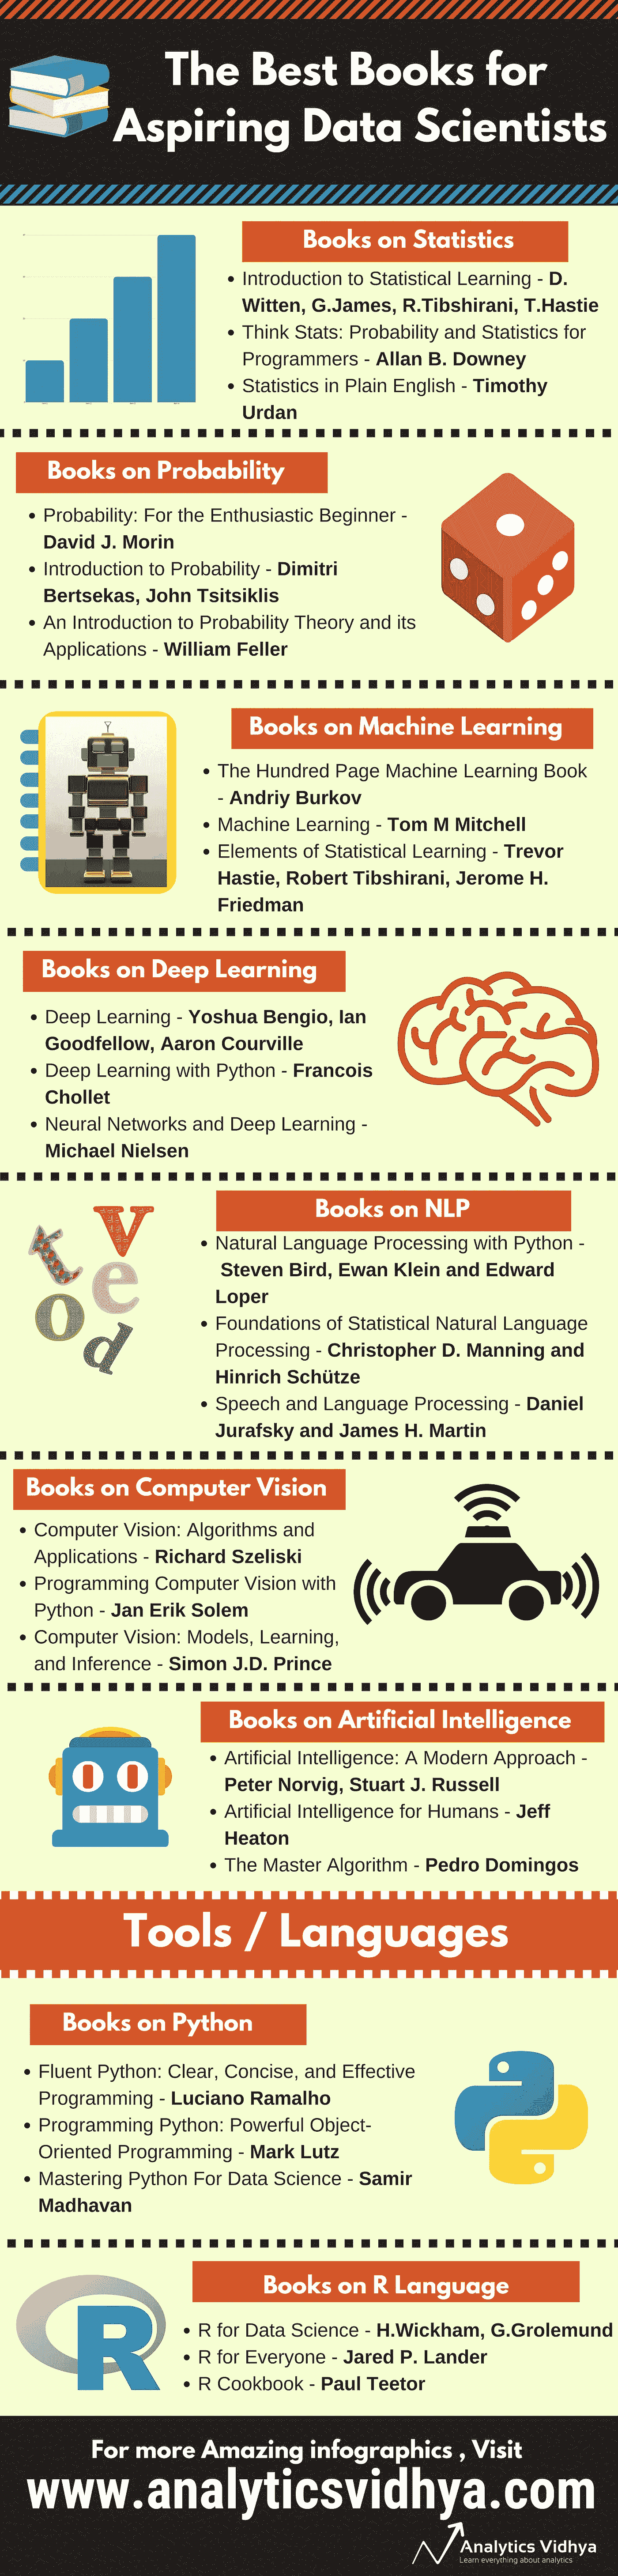 The Best Books for
Aspiring Data Scientists
Books on Statistics
• Introduction to Statistical Learning - D.
Witten, G.James, R.Tibshirani, T.Hastie
• Think Stats: Probability and Statistics for
Programmers - Allan B. Downey
• Statistics in Plain English - Timothy
Urdan
Books on Probability
• Probability: For the Enthusiastic Beginner -
David J. Morin
• Introduction to Probability - Dimitri
Bertsekas, John Tsitsiklis
• An Introduction to Probability Theory and its
Applications - William Feller
Books on Machine Learning
• The Hundred Page Machine Learning Book
- Andriy Burkov
• Machine Learning - Tom M Mitchell
• Elements of Statistical Learning - Trevor
Hastie, Robert Tibshirani, Jerome H.
Friedman
Books on Deep Learning
• Deep Learning - Yoshua Bengio, Ian
Goodfellow, Aaron Courville
• Deep Learning with Python - Francois
Chollet
• Neural Networks and Deep Learning -
Michael Nielsen
t
v
e
o
d
Books on NLP
• Natural Language Processing with Python -
Steven Bird, Ewan Klein and Edward
Loper
• Foundations of Statistical Natural Language
Processing - Christopher D. Manning and
Hinrich Schütze
• Speech and Language Processing - Daniel
Jurafsky and James H. Martin
Books on Computer Vision
• Computer Vision: Algorithms and
Applications - Richard Szeliski
• Programming Computer Vision with
Python - Jan Erik Solem
• Computer Vision: Models, Learning,
and Inference - Simon J.D. Prince
Books on Artificial Intelligence
• Artificial Intelligence: A Modern Approach -
Peter Norvig, Stuart J. Russell
• Artificial Intelligence for Humans - Jeff
Heaton
• The Master Algorithm - Pedro Domingos
Tools / Languages
Books on Python
• Fluent Python: Clear, Concise, and Effective
Programming - Luciano Ramalho
• Programming Python: Powerful Object-
Oriented Programming - Mark Lutz
• Mastering Python For Data Science - Samir
Madhavan
Books on R Language
R
• R for Data Science - H.Wickham, G.Grolemund
• R for Everyone - Jared P. Lander
• R Cookbook - Paul Teetor
For more Amazing infographics , Visit
www.analyticsvidhya.com
Analytics Vidhya
Learn everything about analytics